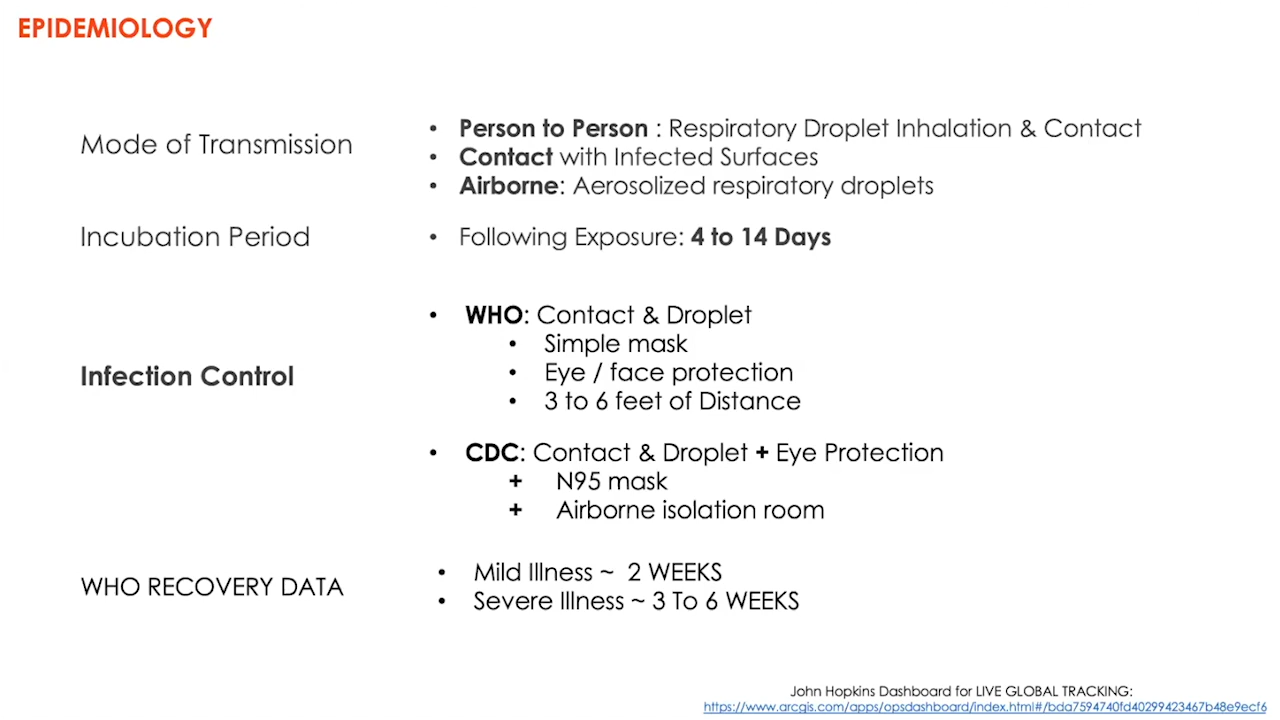 EPIDEMIOLOGY
Mode of Transmission
• Person to Person : Respiratory Droplet Inhalation & Contact
• Contact with Infected Surfaces
• Airborne: Aerosolized respiratory droplets
Incubation Period
• Following Exposure: 4 to 14 Days
Infection Control
• WHO: Contact & Droplet
• Simple mask
• Eye / face protection
• 3 to 6 feet of Distance
• CDC: Contact & Droplet + Eye Protection
+ N95 mask
+ Airborne isolation room
WHO RECOVERY DATA
• Mild Illness ~ 2 WEEKS
• Severe Illness ~ 3 To 6 WEEKS
John Hopkins Dashboard for LIVE GLOBAL TRACKING:
https://www.arcgis.com/apps/opsdashboard/index.html#/bda7594740fd40299423467b48e9ecf6